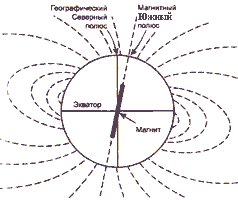 Географический
Северный
полюс
Магнитный
Южный
полюс
Экватор
Магнит